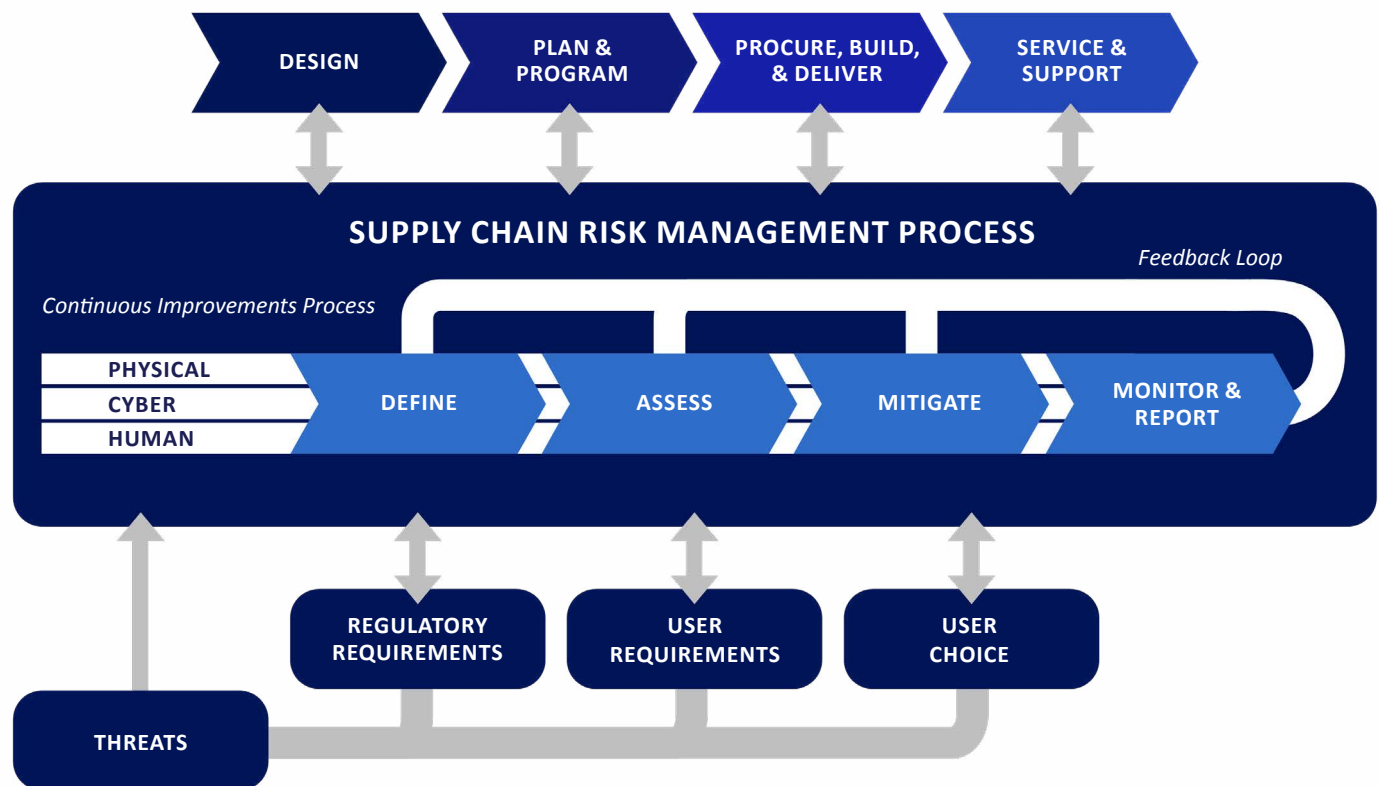 DESIGN
PLAN &
PROGRAM
PROCURE, BUILD,
& DELIVER
SERVICE &
SUPPORT
SUPPLY CHAIN RISK MANAGEMENT PROCESS
Feedback Loop
Continuous Improvements Process
PHYSICAL
CYBER
HUMAN
DEFINE
ASSESS
MITIGATE
MONITOR &
REPORT
REGULATORY
REQUIREMENTS
USER
REQUIREMENTS
USER
CHOICE
THREATS